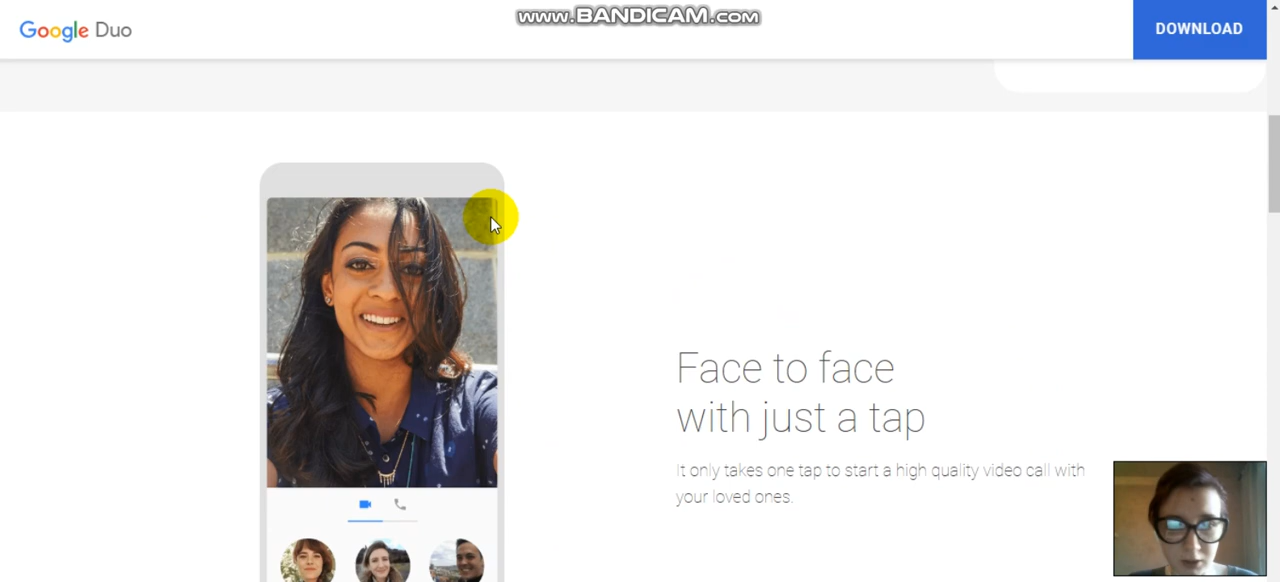 www.BANDICAM.com
Google Duo
DOWNLOAD
Face to face
with just a tap
It only takes one tap to start a high quality video call with
your loved ones.